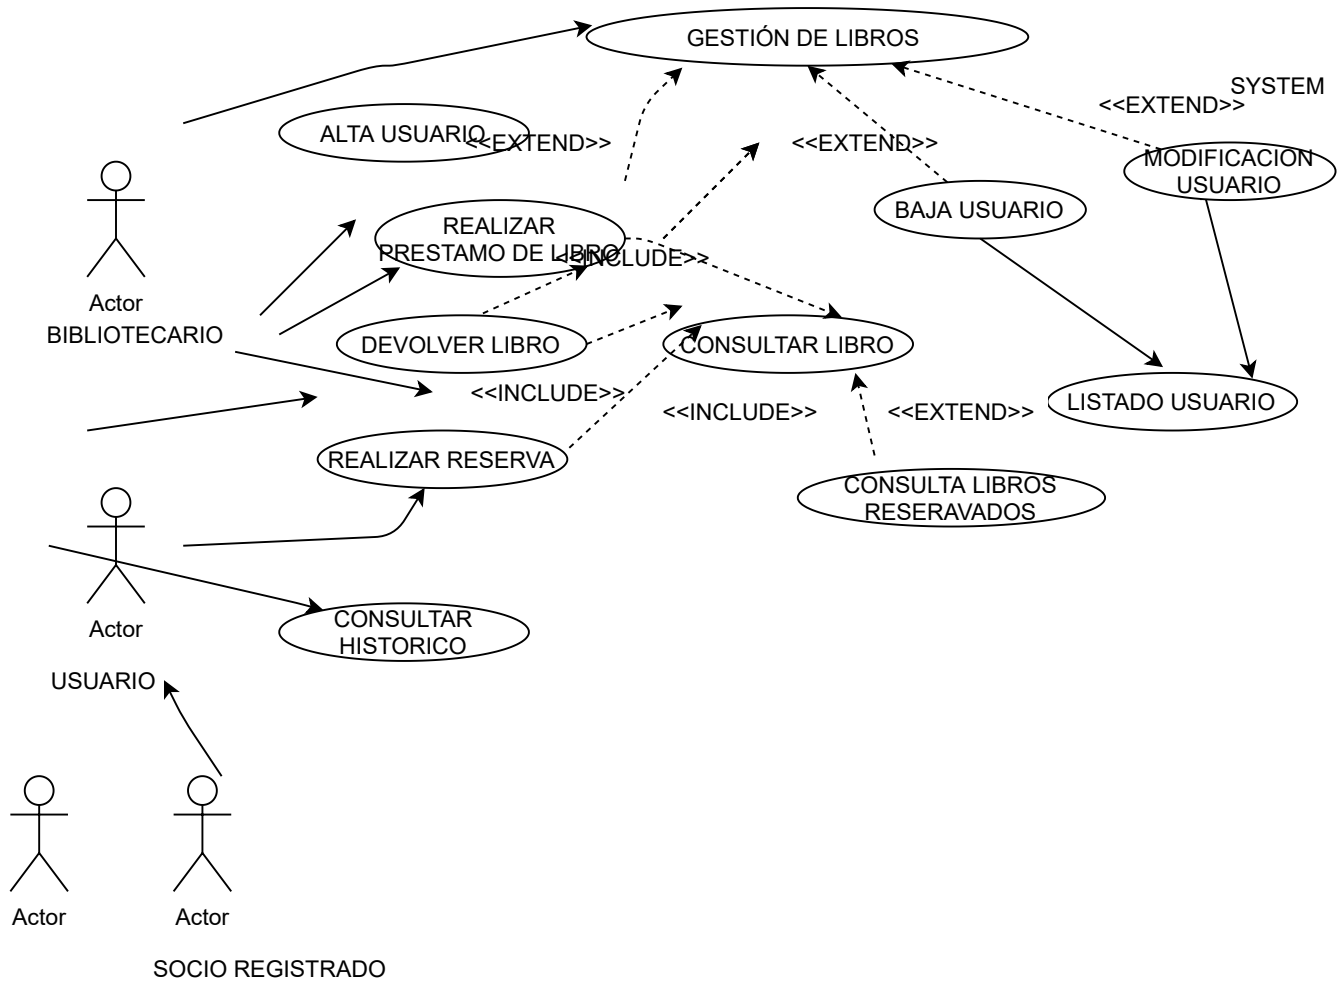 GESTIÓN DE LIBROS
SYSTEM
<<EXTEND>>
ALTA USUARIO
<<EXTEND>>
<<EXTEND>>
MODIFICACION
USUARIO
BAJA USUARIO
REALIZAR
PRESTAMO DE LIBRO
<<INCLUDE>>
Actor
BIBLIOTECARIO
DEVOLVER LIBRO
CONSULTAR LIBRO
<<INCLUDE>>
<<INCLUDE>>
<<EXTEND>>
LISTADO USUARIO
REALIZAR RESERVA
CONSULTA LIBROS
RESERAVADOS
Actor
CONSULTAR
HISTORICO
USUARIO
Actor
Actor
SOCIO REGISTRADO